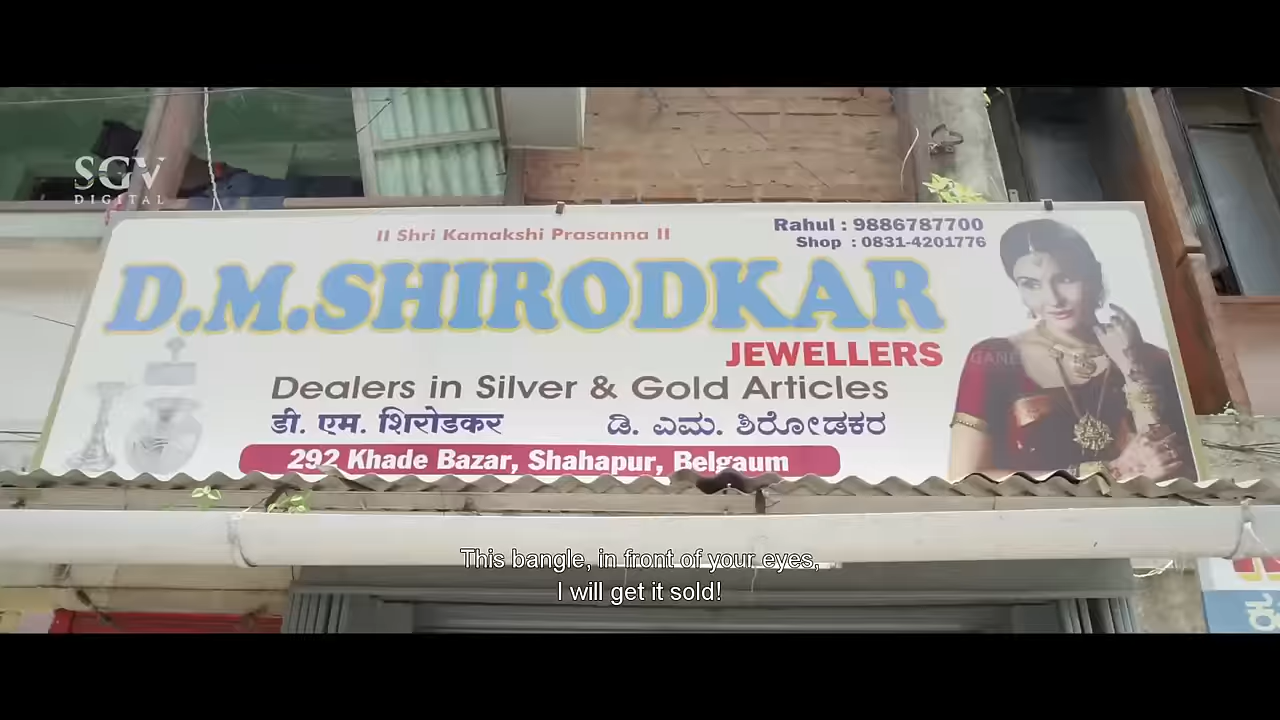 SGV
DIGITAL
II Shri Kamakshi Prasanna II
Rahul : 9886787700
Shop : 0831-4201776
D.M.SHIRODKAR
JEWELLERS
Dealers in Silver & Gold Articles
डी. एम. शिरोडकर
ಡಿ. ಎಮ. ಶಿರೋಡಕರ
292 Khade Bazar, Shahapur, Belgaum
This bangle, in front of your eyes,
I will get it sold!